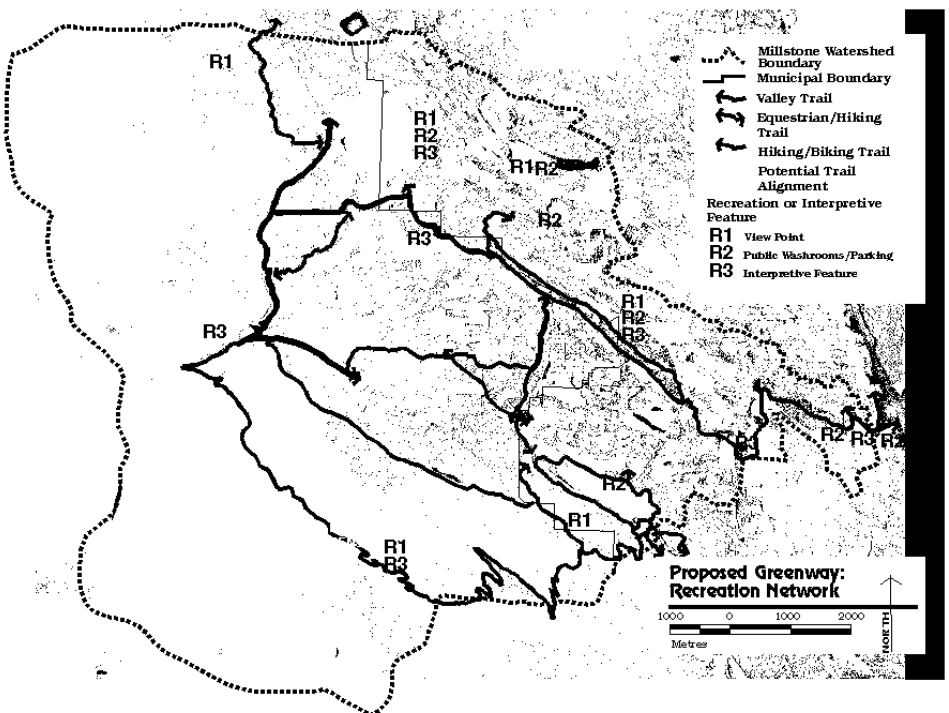 R1
Millstone Watershed
Boundary
Municipal Boundary
Valley Trail
Equestrian/Hiking
Trail
Hiking/Biking Trail
Potential Trail
Alignment
Recreation or Interpretive
Feature
R1 View Point
R2 Public Washrooms/Parking
R3 Interpretive Feature
R1
R2
R3
R1 R2
R2
R3
R1
R2
R3
R3
R2 R3 R2
R2
R1
R1
R3
Proposed Greenway:
Recreation Network
1000 0 1000 2000
Metres
NORTH